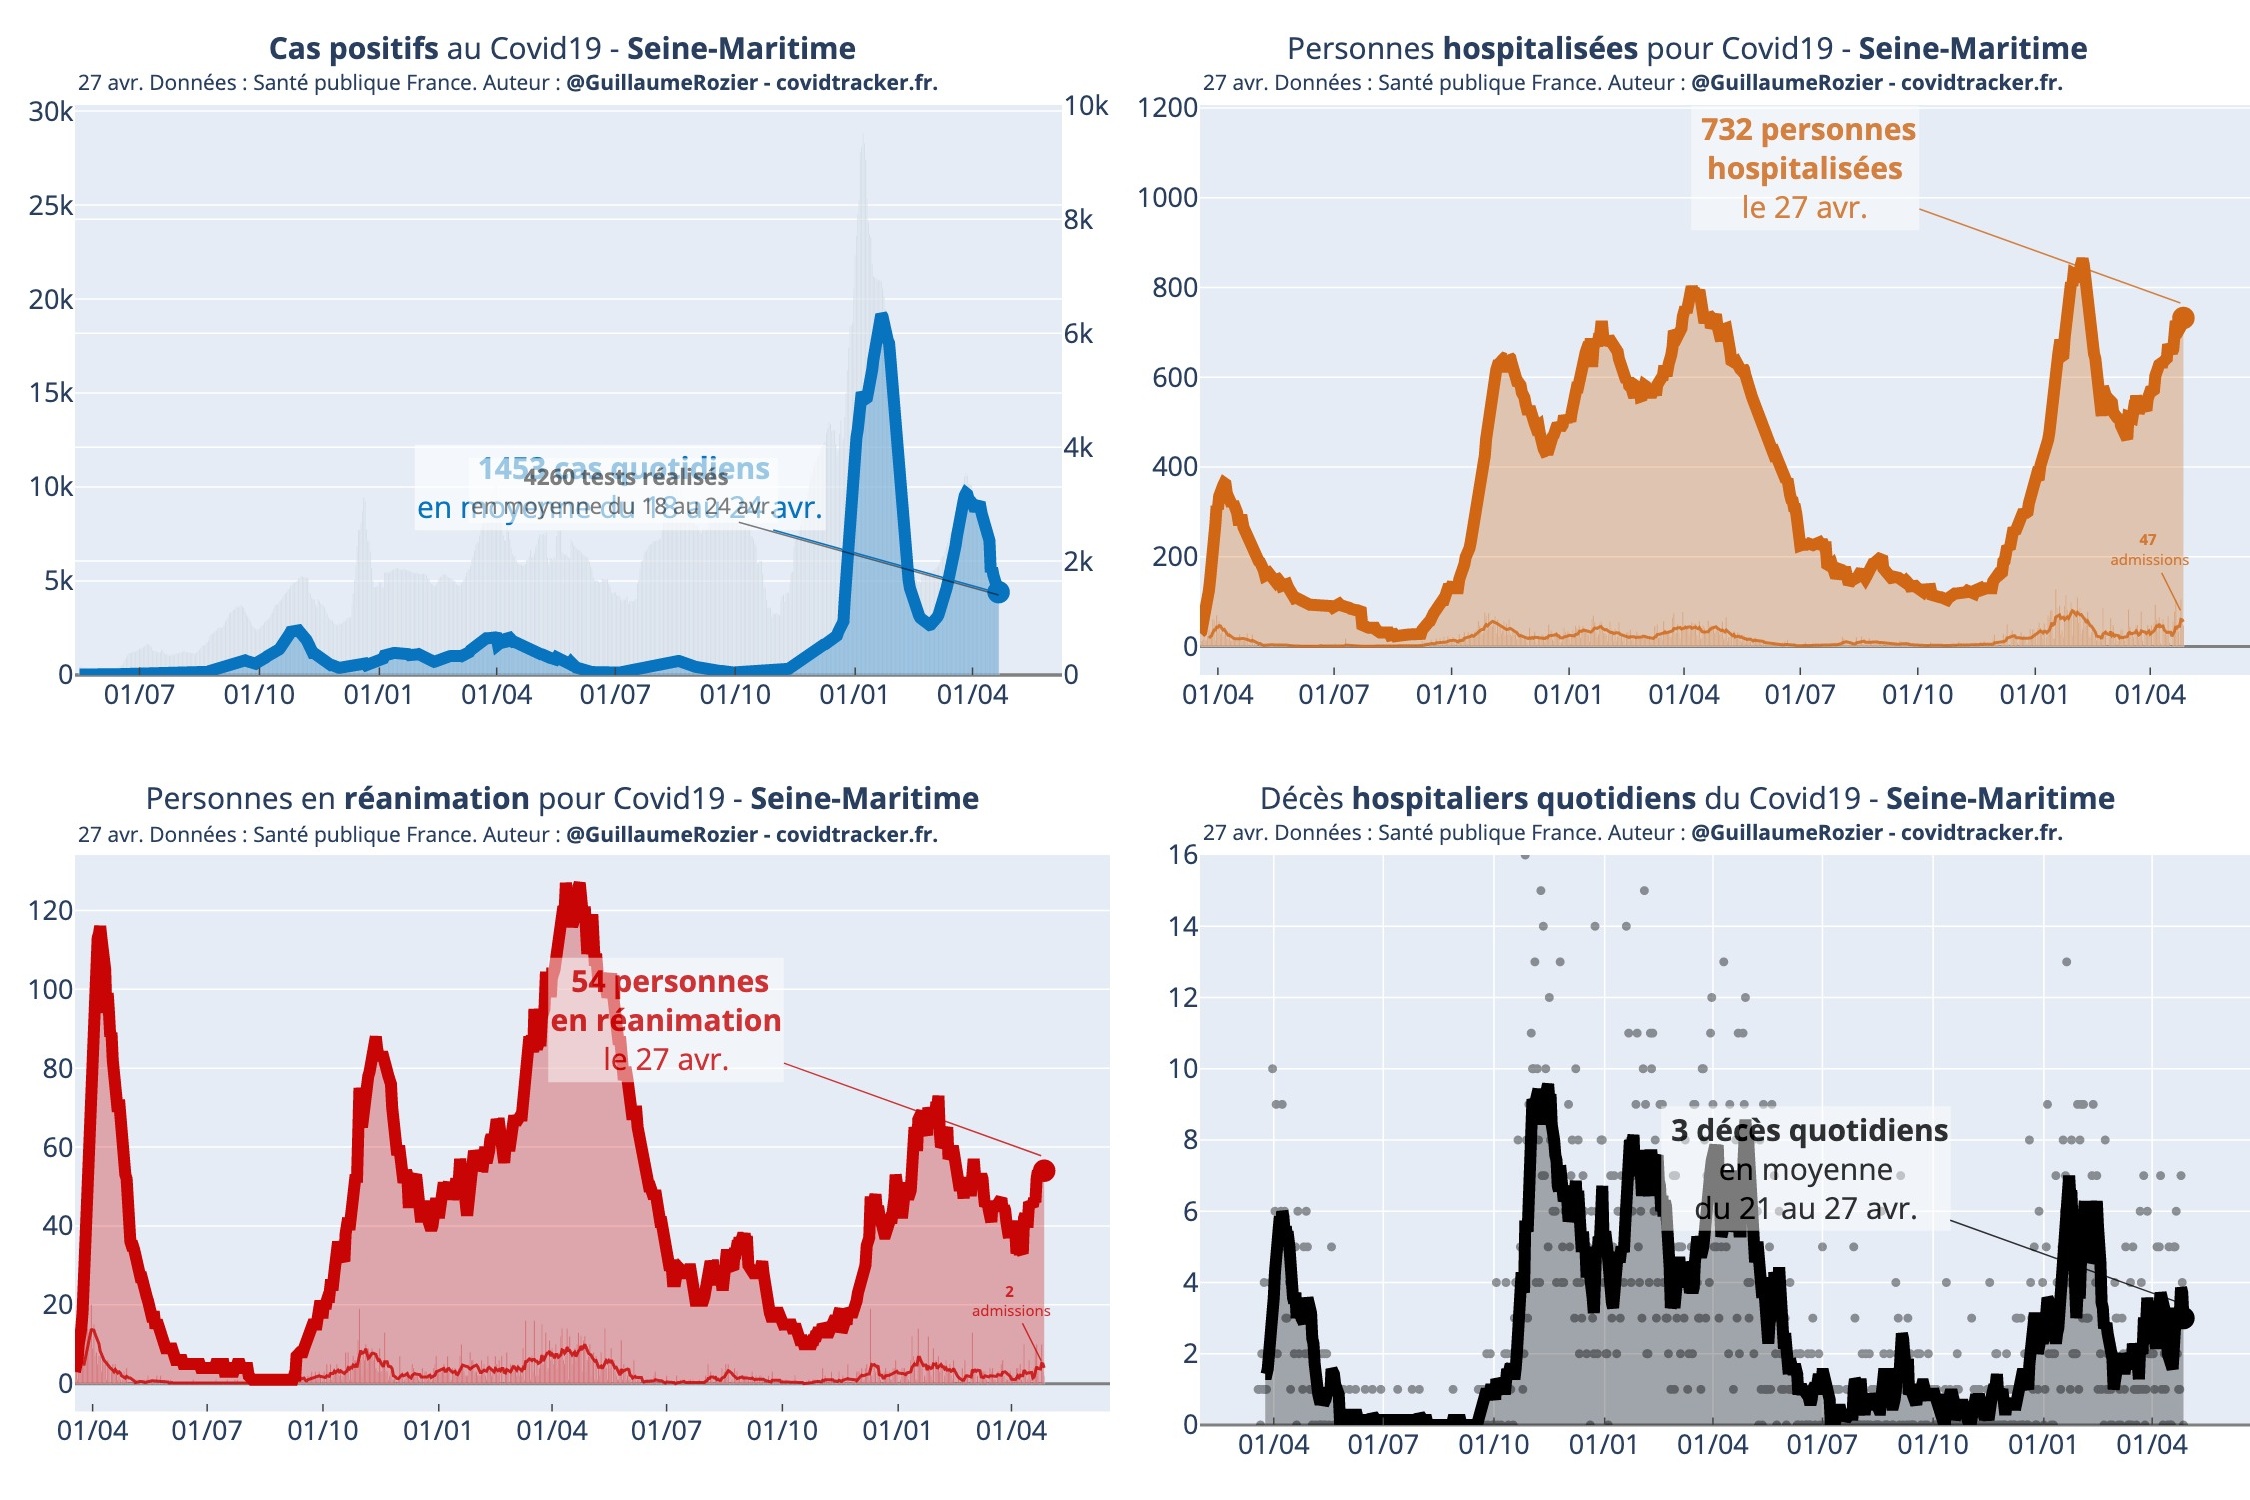 Cas positifs au Covid19 - Seine-Maritime
27 avr. Données : Santé publique France. Auteur : @GuillaumeRozier - covidtracker.fr.
30k
25k
20k
15k
10k
5k
0
10k
8k
6k
4k
2k
0
1453 cas quotidiens
en moyenne du 18 au 24 avr.
4260 tests réalisés
en moyenne du 18 au 24 avr.
01/07 01/10 01/01 01/04 01/07 01/10 01/01 01/04
Personnes hospitalisées pour Covid19 - Seine-Maritime
27 avr. Données : Santé publique France. Auteur : @GuillaumeRozier - covidtracker.fr.
1200
1000
800
600
400
200
0
732 personnes
hospitalisées
le 27 avr.
47
admissions
01/04 01/07 01/10 01/01 01/04 01/07 01/10 01/01 01/04
Personnes en réanimation pour Covid19 - Seine-Maritime
27 avr. Données : Santé publique France. Auteur : @GuillaumeRozier - covidtracker.fr.
120
100
80
60
40
20
0
54 personnes
en réanimation
le 27 avr.
2
admissions
01/04 01/07 01/10 01/01 01/04 01/07 01/10 01/01 01/04
Décès hospitaliers quotidiens du Covid19 - Seine-Maritime
27 avr. Données : Santé publique France. Auteur : @GuillaumeRozier - covidtracker.fr.
16
14
12
10
8
6
4
2
0
3 décès quotidiens
en moyenne
du 21 au 27 avr.
01/04 01/07 01/10 01/01 01/04 01/07 01/10 01/01 01/04